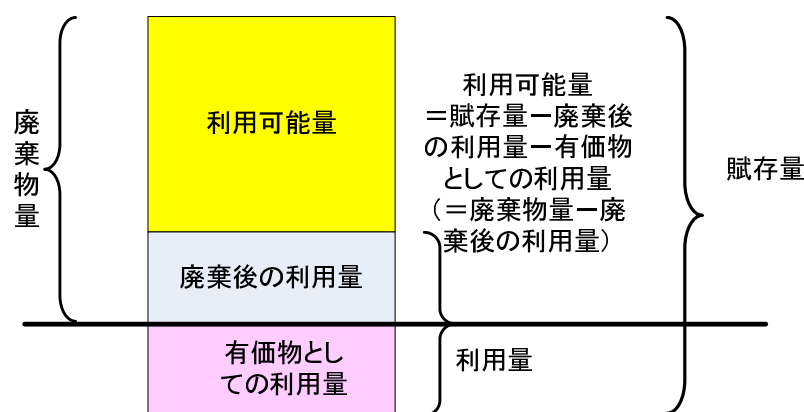 廃
棄
物
量
利用可能量
廃棄後の利用量
有価物とし
ての利用量
利用可能量
＝賦存量－廃棄後
の利用量－有価物
としての利用量
（＝廃棄物量－廃
棄後の利用量）
利用量
賦存量